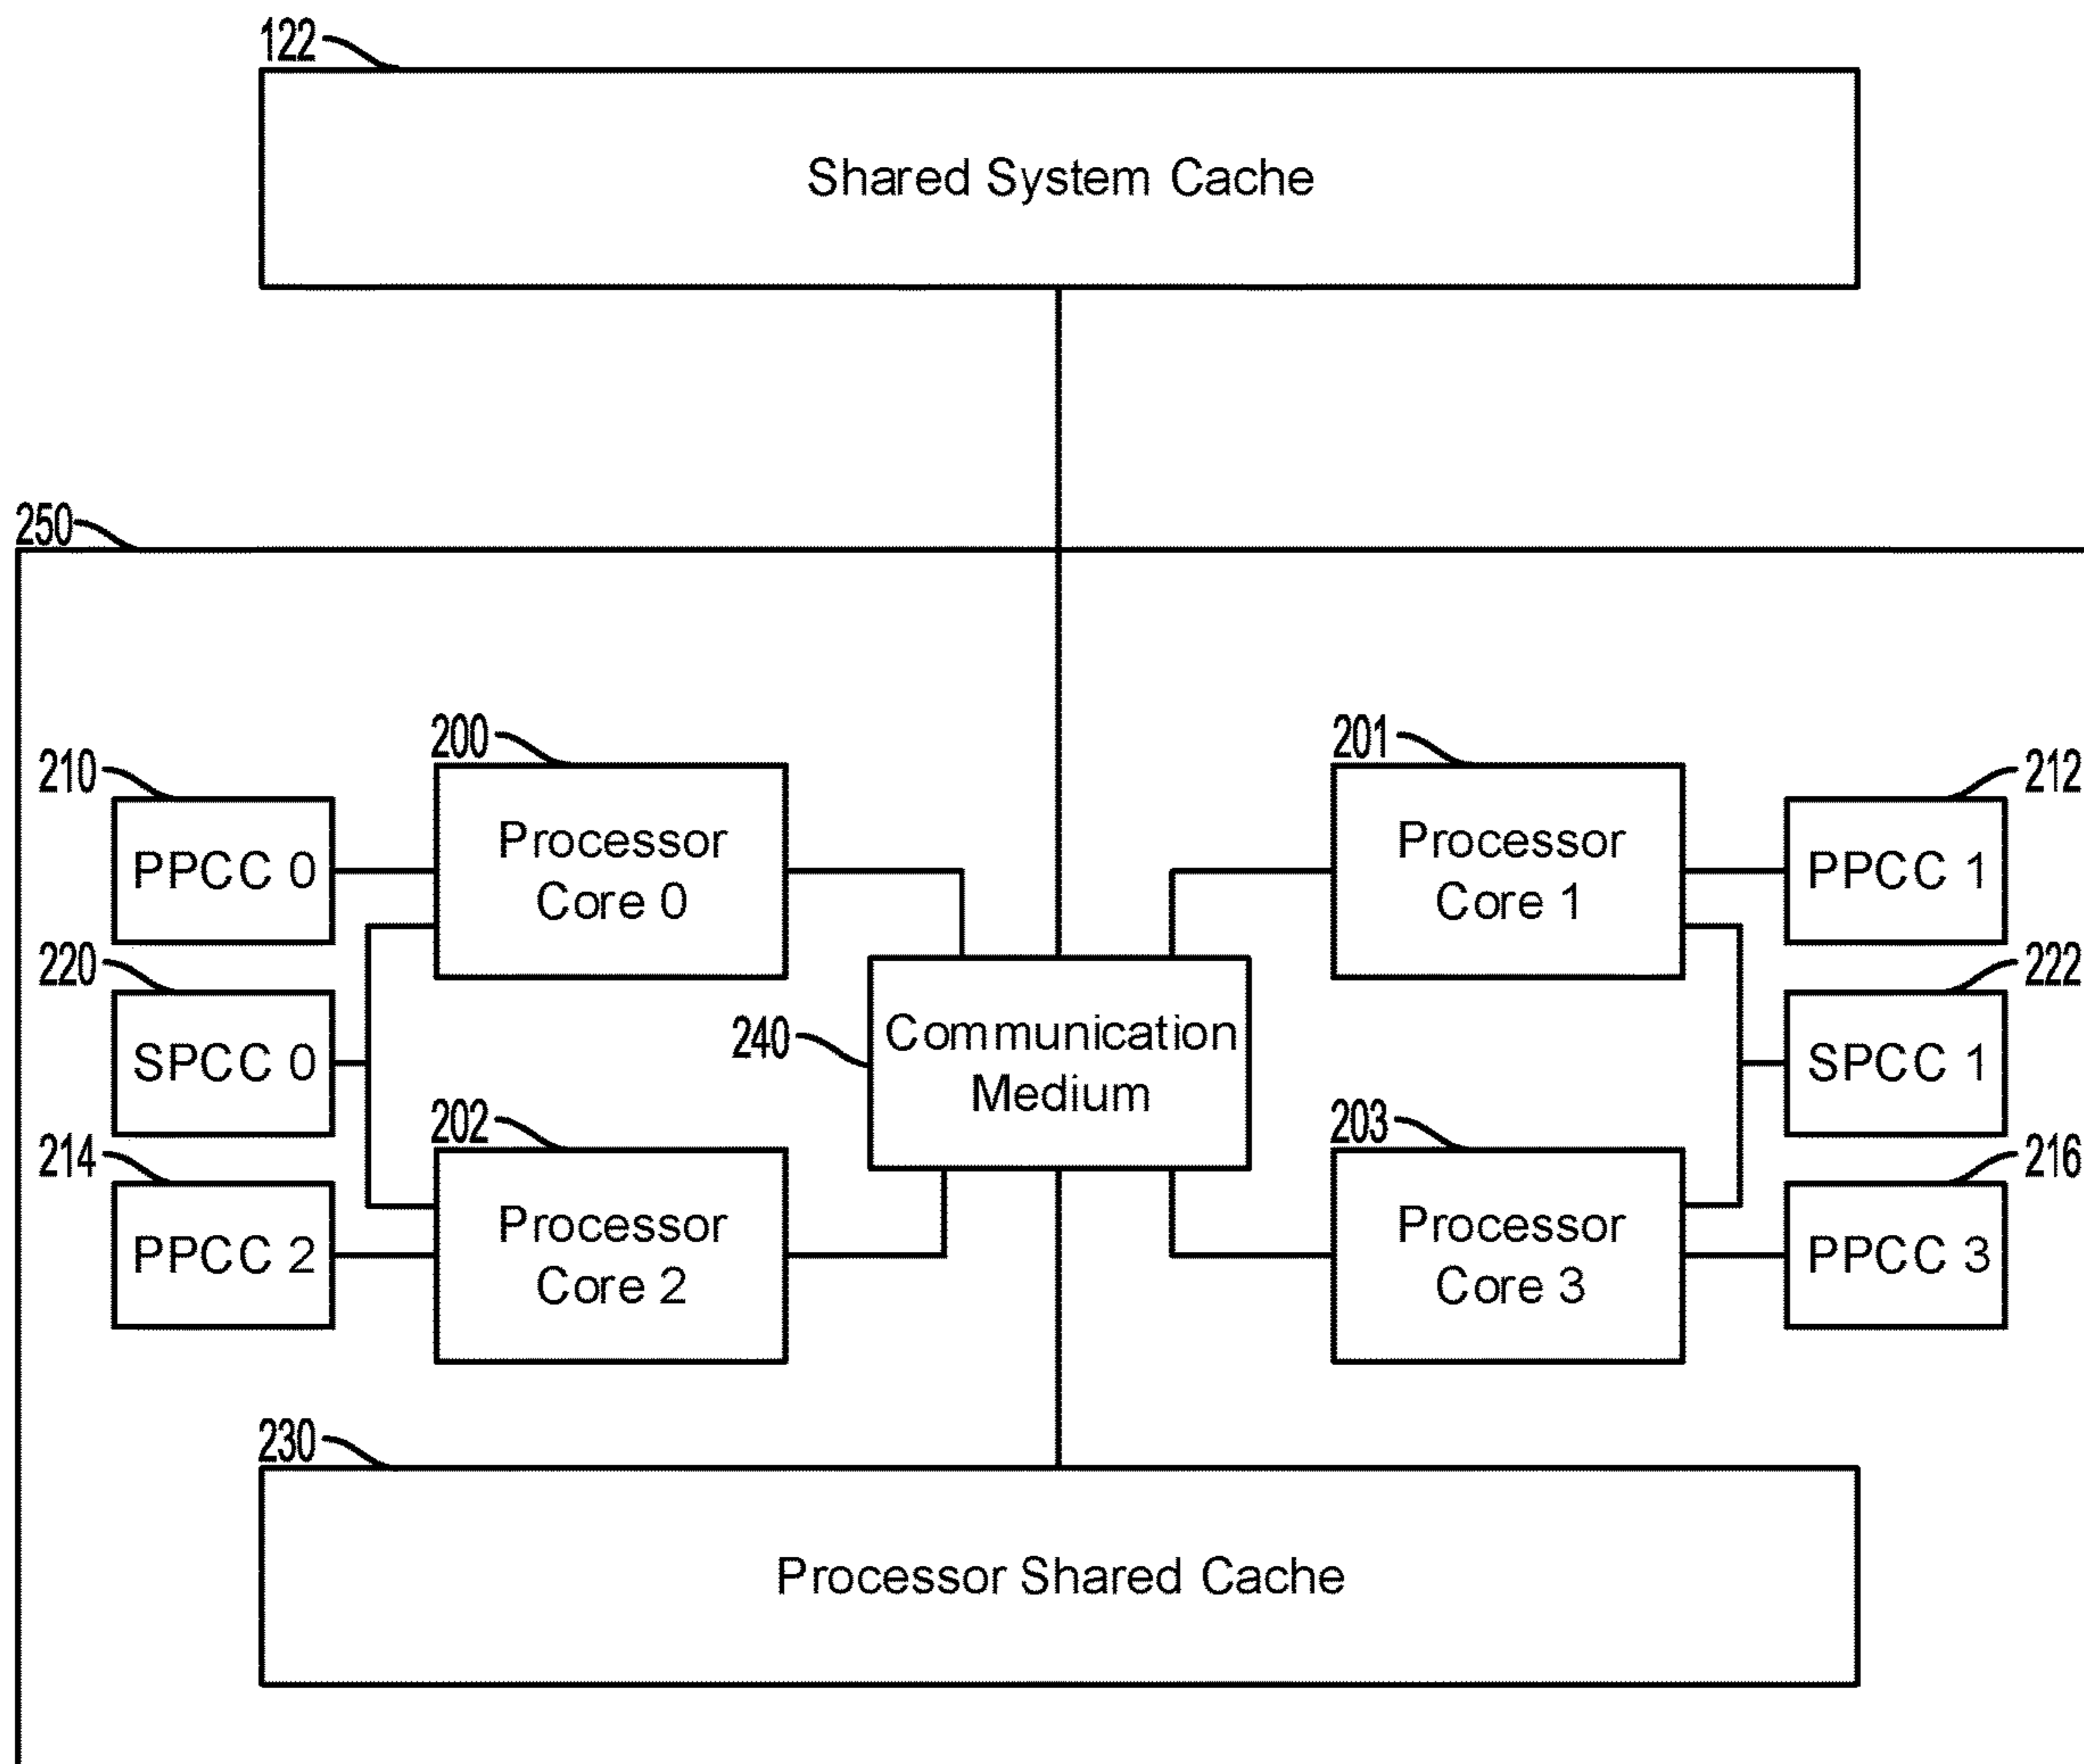 122
Shared System Cache
250
200
201
210
212
Processor
Core 0
Processor
Core 1
PPCC 0
PPCC 1
220
222
240
Communication
Medium
SPCC 0
SPCC 1
202
203
214
216
Processor
Core 2
Processor
Core 3
PPCC 2
PPCC 3
230
Processor Shared Cache